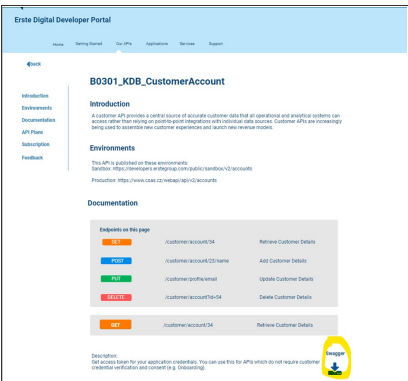 Erste Digital Developer Portal
Home Getting Started Our APIs Applications Services Support
back
B0301_KDB_CustomerAccount
Introduction
Environments
Documentation
API Plans
Subscription
Feedback
Introduction
A customer API provides a central source of accurate customer data that all operational and analytical systems can
access rather than relying on point-to-point integrations with individual data sources. Customer APIs are increasingly
being used to assemble new customer experiences and launch new revenue models.
Environments
This API is published on these environments:
Sandbox: https://developers.erstegroup.com/public/sandbox/v2/accounts
Production: https://www.csas.cz/webapi/api/v2/accounts
Documentation
Endpoints on this page
GET /customer/account/34 Retrieve Customer Details
POST /customer/account/23/name Add Customer Details
PUT /customer/profile/email Update Customer Details
DELETE /customer/account?id=34 Delete Customer Details
GET /customer/account/34 Retrieve Customer Details
Swagger
Description:
Get access token for your application credentials. You can use this for APIs which do not require customer
credential verification and consent (e.g. Onboarding).